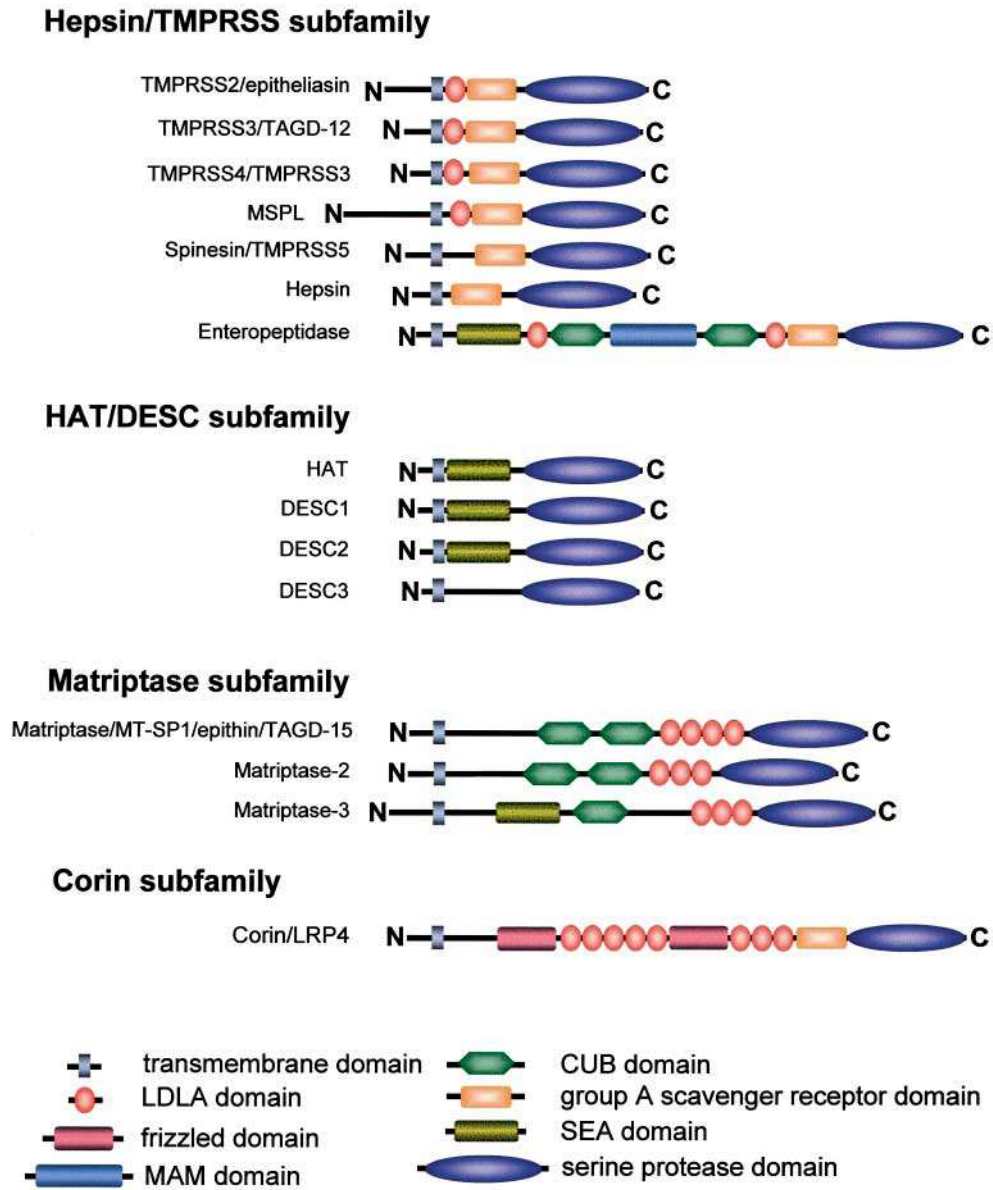 Hepsin/TMPRSS subfamily
TMPRSS2/epitheliasin N C
TMPRSS3/TAGD-12 N C
TMPRSS4/TMPRSS3 N C
MSPL N C
Spinesin/TMPRSS5 N C
Hepsin N C
Enteropeptidase N C
HAT/DESC subfamily
HAT N C
DESC1 N C
DESC2 N C
DESC3 N C
Matriptase subfamily
Matriptase/MT-SP1/epithin/TAGD-15 N C
Matriptase-2 N C
Matriptase-3 N C
Corin subfamily
Corin/LRP4 N C
transmembrane domain CUB domain
LDLA domain group A scavenger receptor domain
frizzled domain SEA domain
MAM domain serine protease domain